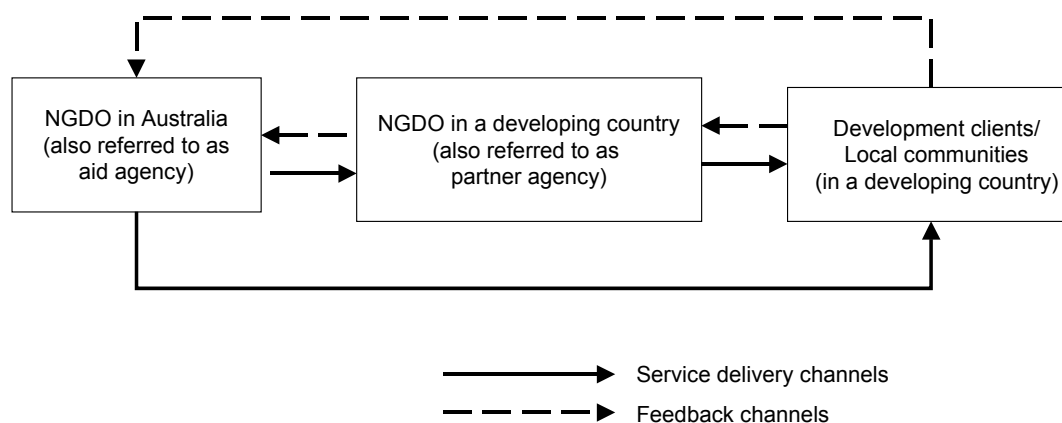 NGDO in Australia
(also referred to as
aid agency)
NGDO in a developing country
(also referred to as
partner agency)
Development clients/
Local communities
(in a developing country)
Service delivery channels
Feedback channels